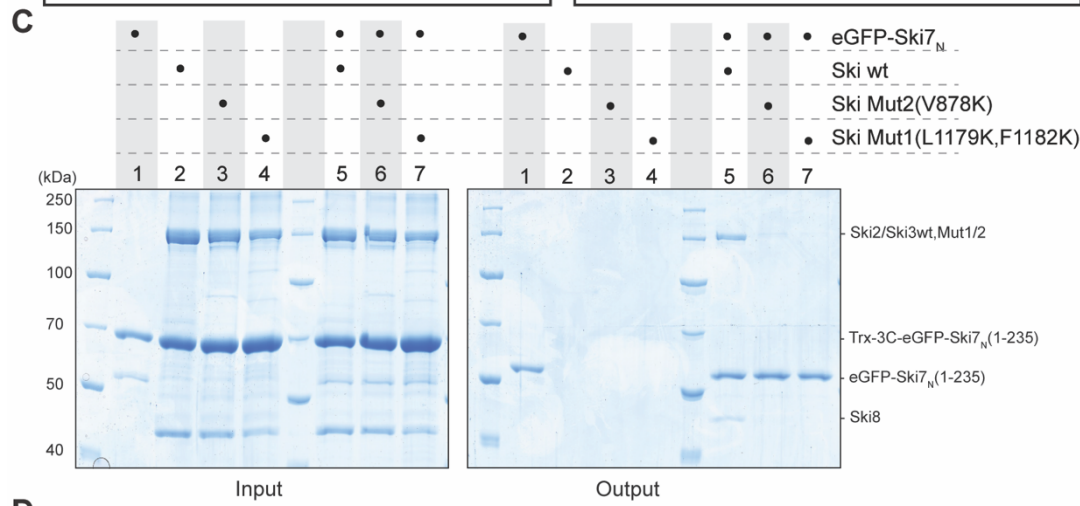 C
eGFP-Ski7N
Ski wt
Ski Mut2(V878K)
Ski Mut1(L1179K,F1182K)
(kDa) 1 2 3 4 5 6 7 1 2 3 4 5 6 7
250
150
100
70
50
40
Ski2/Ski3wt,Mut1/2
Trx-3C-eGFP-Ski7N(1-235)
eGFP-Ski7N(1-235)
Ski8
Input Output